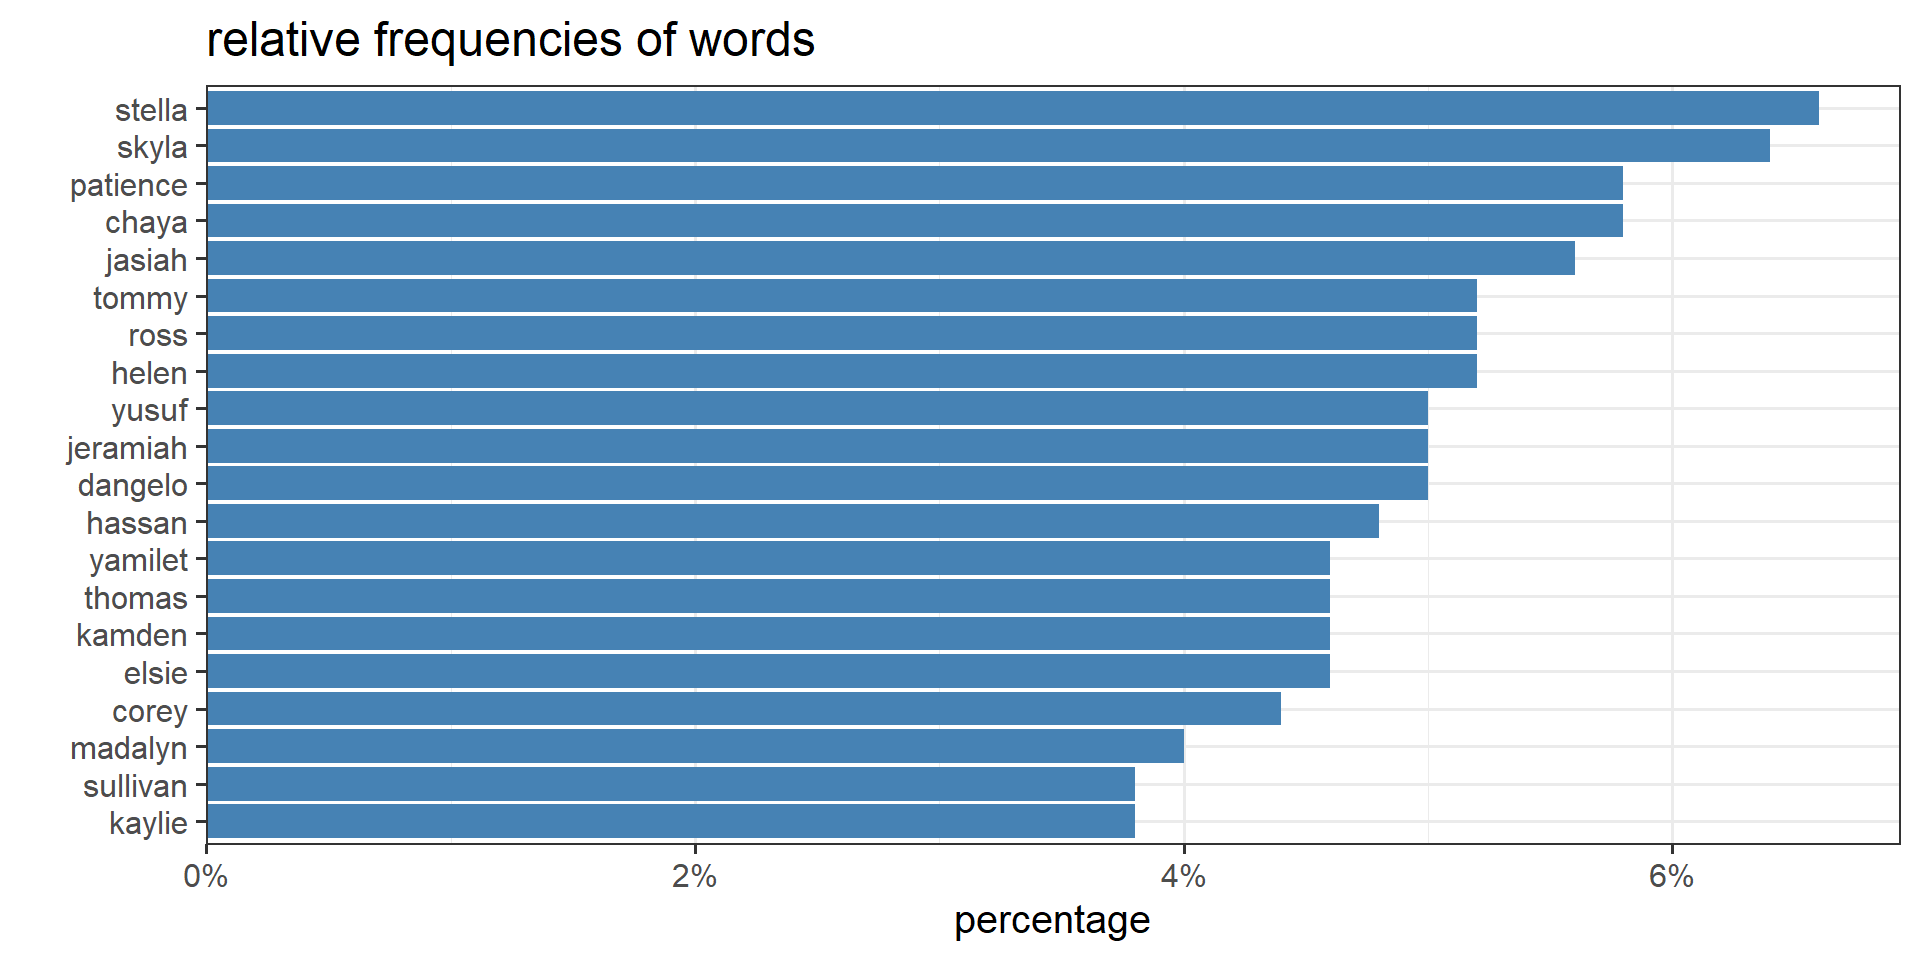 relative frequencies of words
stella
skyla
patience
chaya
jasiah
tommy
ross
helen
yusuf
jeramiah
dangelo
hassan
yamilet
thomas
kamden
elsie
corey
madalyn
sullivan
kaylie
0% 2% 4% 6%
percentage